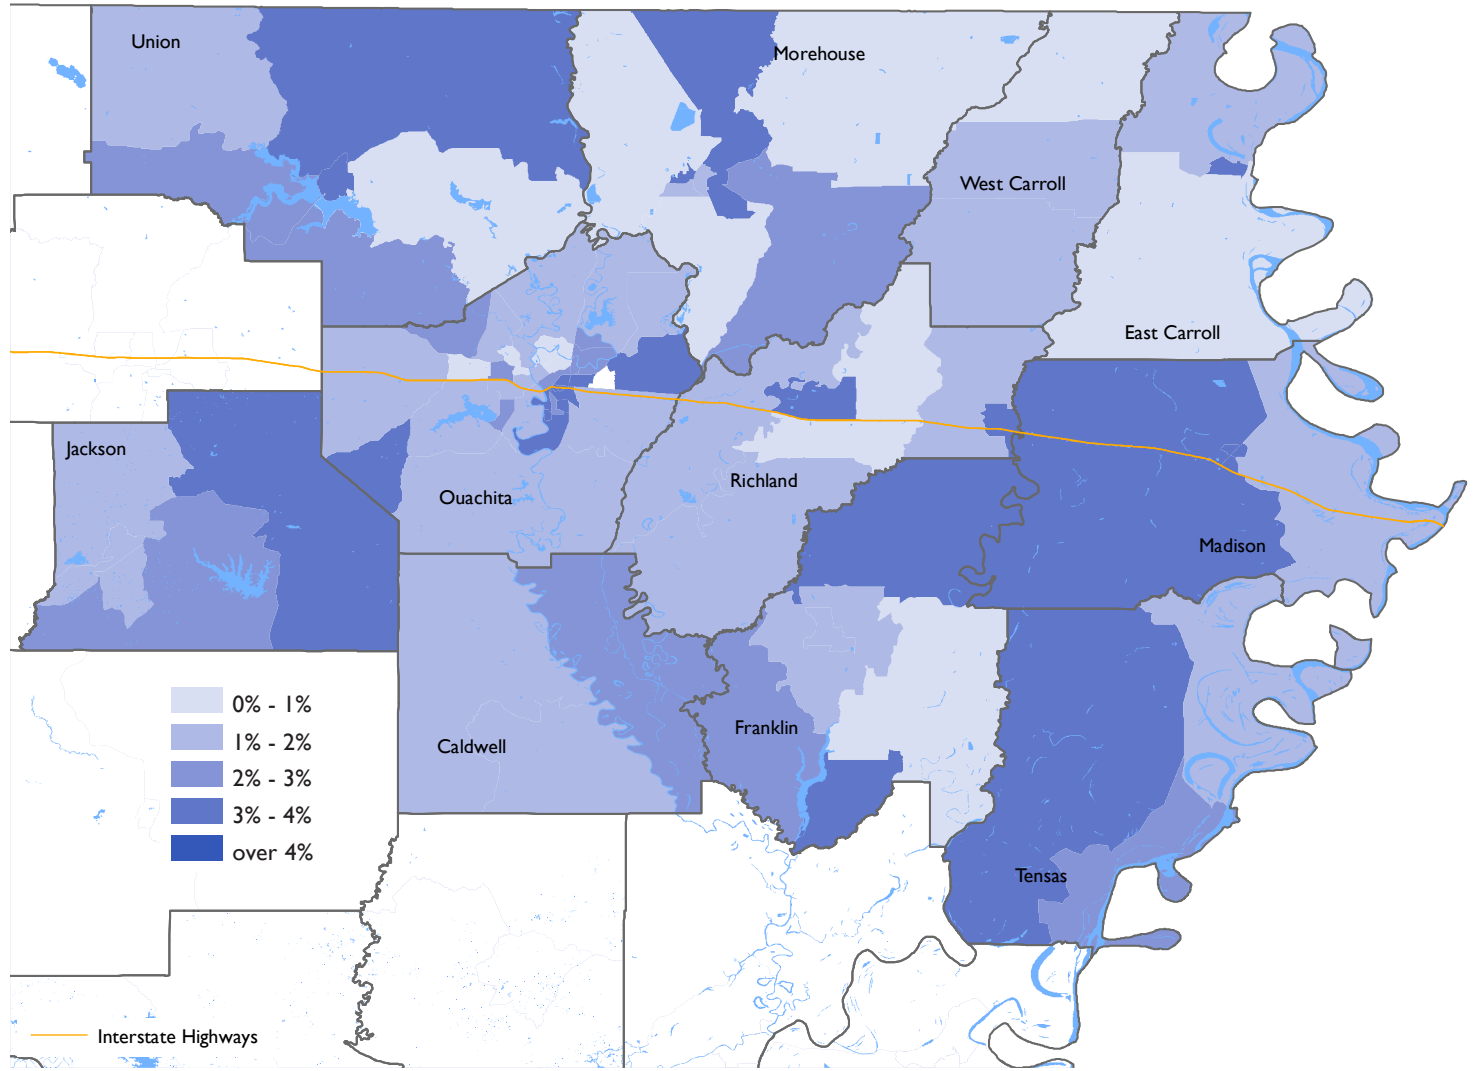 Union
Morehouse
West Carroll
East Carroll
Jackson
Ouachita
Richland
Madison
Franklin
Caldwell
Tensas
0% - 1%
1% - 2%
2% - 3%
3% - 4%
over 4%
Interstate Highways